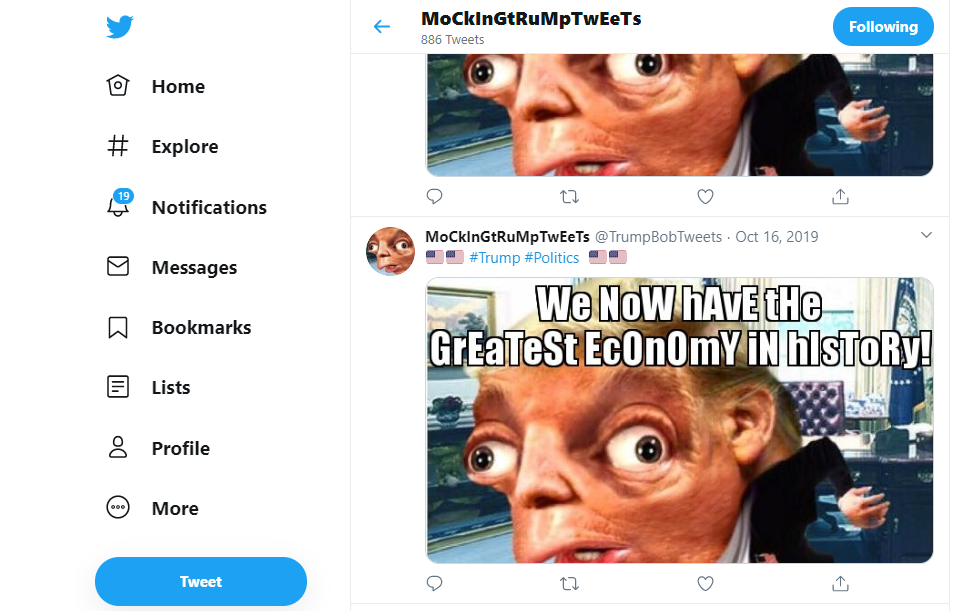 MoCkInGtRuMpTwEeTs
886 Tweets
Following
Home
Explore
19
Notifications
Messages
Bookmarks
Lists
Profile
More
Tweet
MoCkInGtRuMpTwEeTs @TrumpBobTweets · Oct 16, 2019
🇺🇸🇺🇸 #Trump #Politics 🇺🇸🇺🇸
We NoW hAvE tHe
GrEaTeSt EcOnOmY iN hIsToRy!